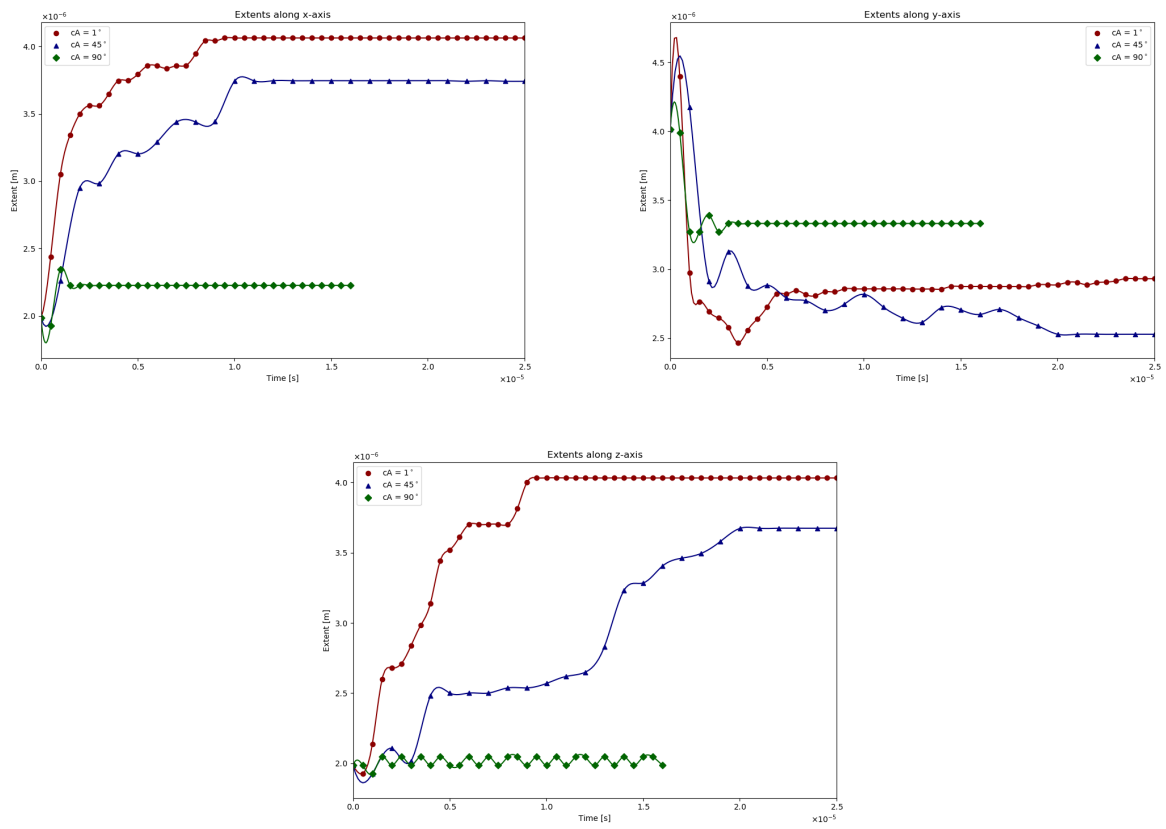 Extents along x-axis
×10⁻⁶
cA = 1°
cA = 45°
cA = 90°
4.0
3.5
3.0
2.5
2.0
Extent [m]
0.0 0.5 1.0 1.5 2.0 2.5
Time [s]
×10⁻⁵
Extents along y-axis
×10⁻⁶
cA = 1°
cA = 45°
cA = 90°
4.5
4.0
3.5
3.0
2.5
Extent [m]
0.0 0.5 1.0 1.5 2.0 2.5
Time [s]
×10⁻⁵
Extents along z-axis
×10⁻⁶
cA = 1°
cA = 45°
cA = 90°
4.0
3.5
3.0
2.5
2.0
Extent [m]
0.0 0.5 1.0 1.5 2.0 2.5
Time [s]
×10⁻⁵